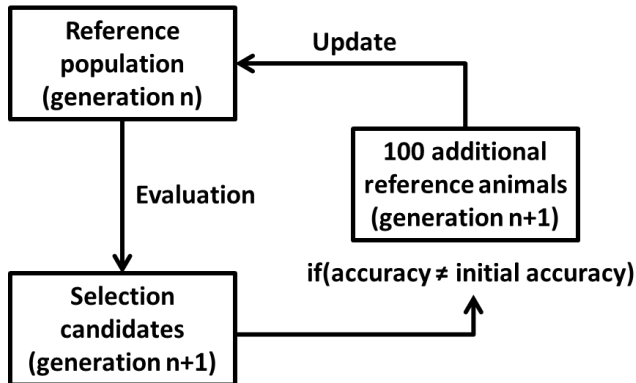 Reference
population
(generation n)
Update
100 additional
reference animals
(generation n+1)
Evaluation
if(accuracy ≠ initial accuracy)
Selection
candidates
(generation n+1)